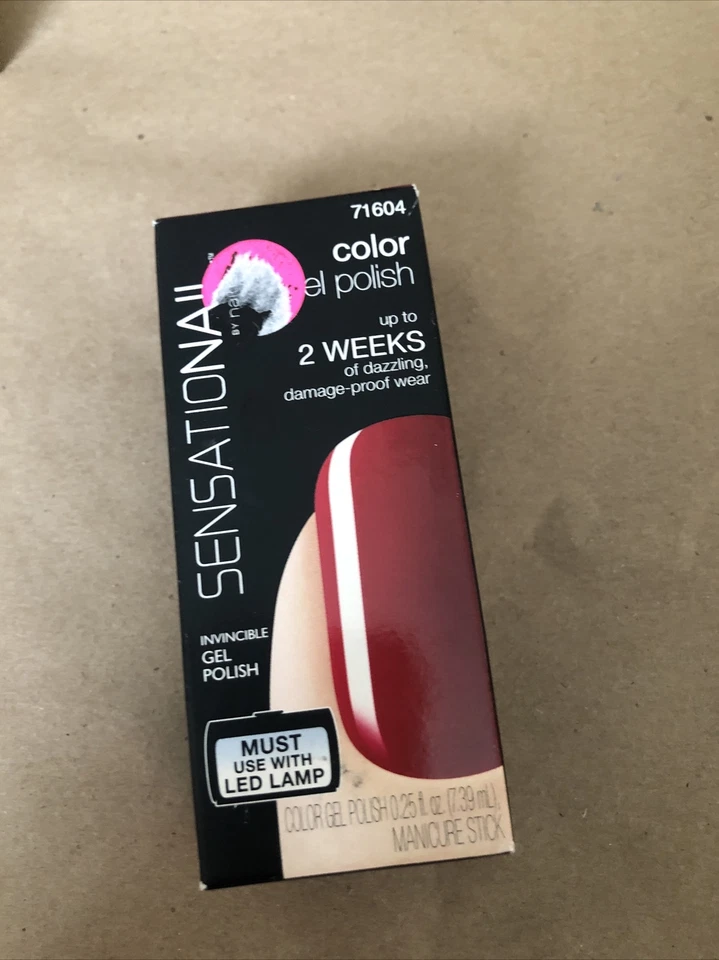 71604
color
el polish
up to
2 WEEKS
of dazzling,
damage-proof wear
SENSATIONAIL
BY nai
INVINCIBLE
GEL
POLISH
MUST
USE WITH
LED LAMP
COLOR GEL POLISH 0.25 fl. oz. (7.39 mL),
MANICURE STICK